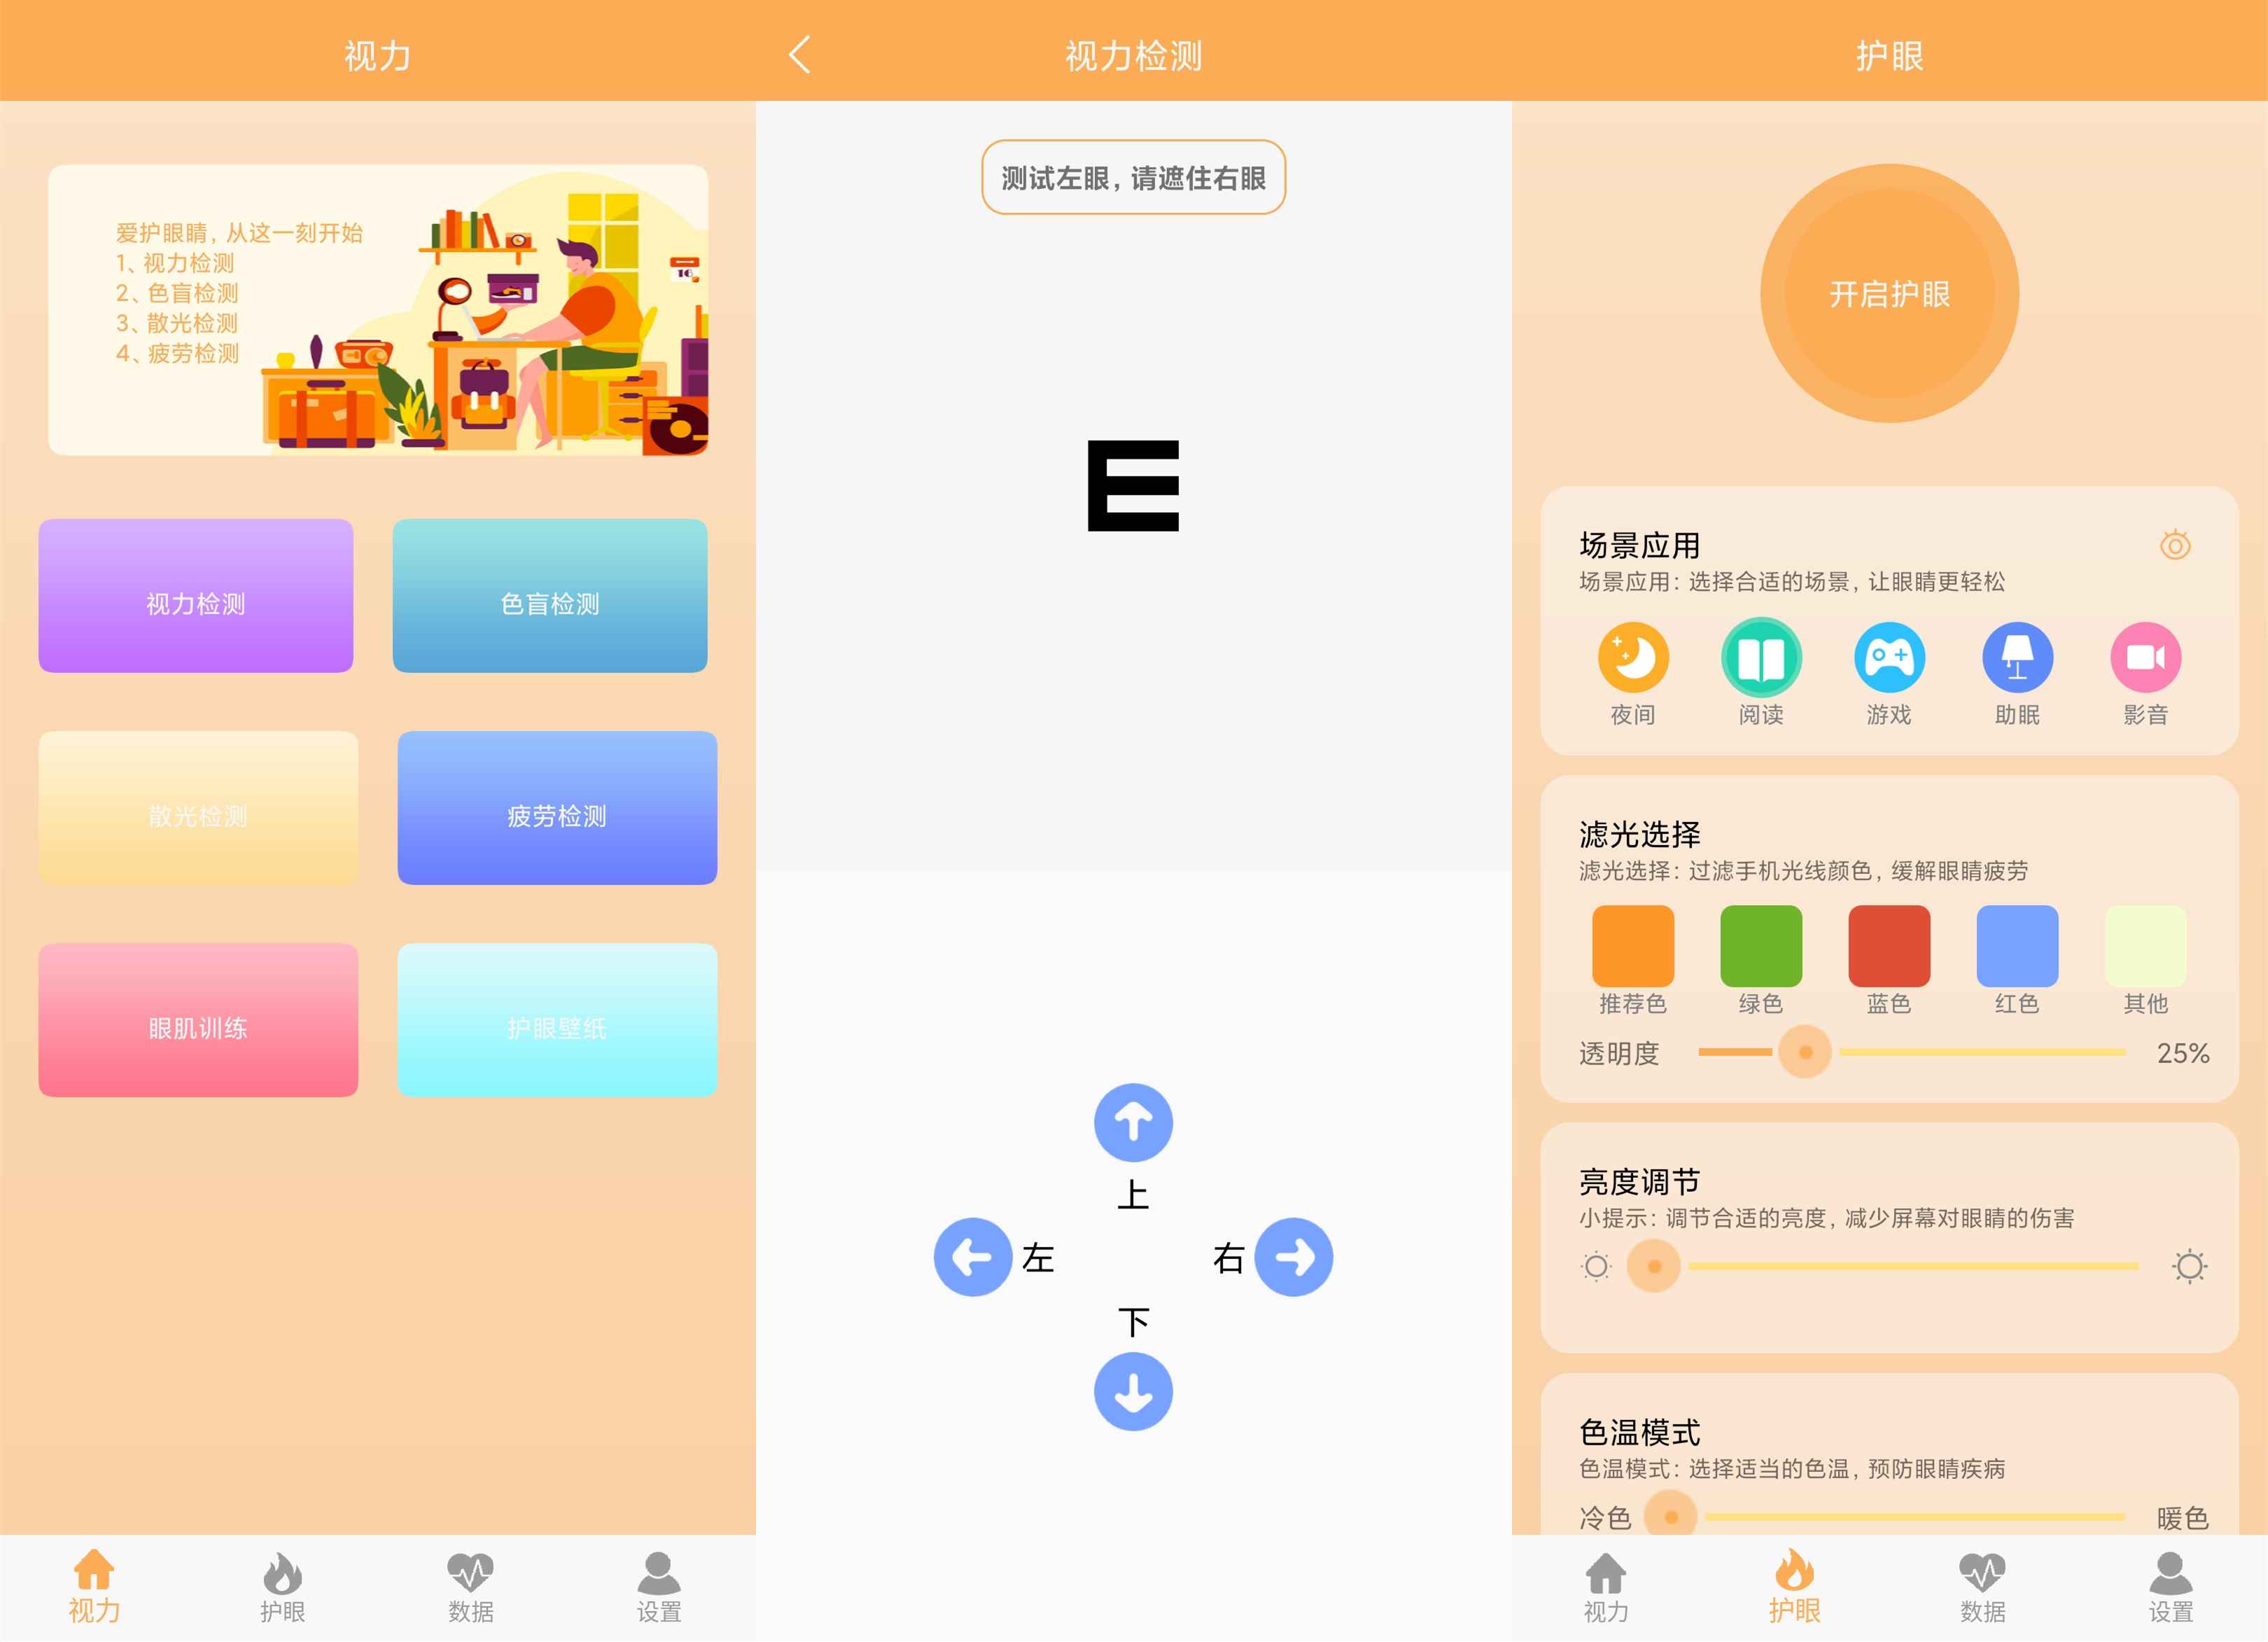 视力
爱护眼睛，从这一刻开始
1、视力检测
2、色盲检测
3、散光检测
4、疲劳检测
16
视力检测
色盲检测
散光检测
疲劳检测
眼肌训练
护眼壁纸
视力
护眼
数据
设置
视力检测
测试左眼，请遮住右眼
E
上
左
右
下
护眼
开启护眼
场景应用
场景应用：选择合适的场景，让眼睛更轻松
夜间
阅读
游戏
助眠
影音
滤光选择
滤光选择：过滤手机光线颜色，缓解眼睛疲劳
推荐色
绿色
蓝色
红色
其他
透明度
25%
亮度调节
小提示：调节合适的亮度，减少屏幕对眼睛的伤害
色温模式
色温模式：选择适当的色温，预防眼睛疾病
冷色
暖色
视力
护眼
数据
设置